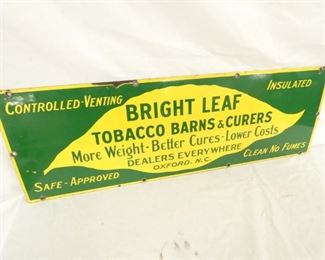 CONTROLLED-VENTING
INSULATED
BRIGHT LEAF
TOBACCO BARNS & CURERS
More Weight-Better Cures-Lower Costs
DEALERS EVERYWHERE
OXFORD, N.C.
SAFE-APPROVED
CLEAN NO FUMES